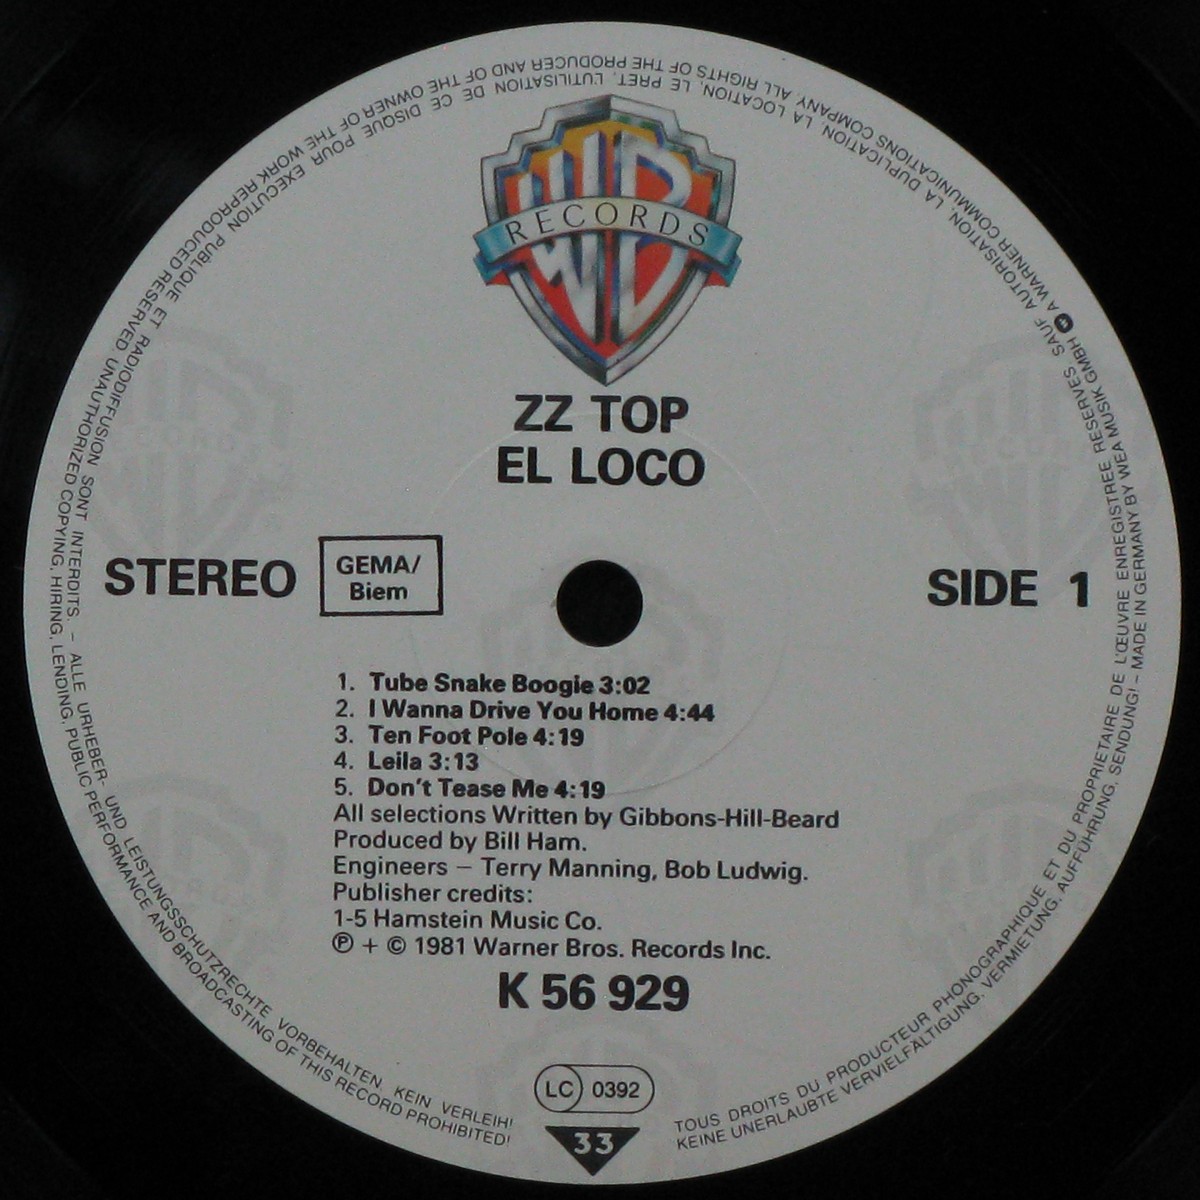 WB
RECORDS
ZZ TOP
EL LOCO
STEREO
GEMA/
Biem
SIDE 1
1. Tube Snake Boogie 3:02
2. I Wanna Drive You Home 4:44
3. Ten Foot Pole 4:19
4. Leila 3:13
5. Don't Tease Me 4:19
All selections Written by Gibbons-Hill-Beard
Produced by Bill Ham.
Engineers – Terry Manning, Bob Ludwig.
Publisher credits:
1-5 Hamstein Music Co.
℗ + © 1981 Warner Bros. Records Inc.
K 56 929
LC 0392
33
TOUS DROITS DU PRODUCTEUR PHONOGRAPHIQUE ET DU PROPRIETAIRE DE L'ŒUVRE ENREGISTREE RESERVES. SAUF AUTORISATION, LA DUPLICATION, LA LOCATION, LE PRET, L'UTILISATION DE CE DISQUE POUR EXECUTION PUBLIQUE ET RADIODIFFUSION SONT INTERDITS. – ALLE URHEBER- UND LEISTUNGSSCHUTZRECHTE VORBEHALTEN. KEIN VERLEIH!
KEINE UNERLAUBTE VERVIELFÄLTIGUNG, VERMIETUNG, AUFFÜHRUNG, SENDUNG! – MADE IN GERMANY BY WEA MUSIK GMBH A WARNER COMMUNICATIONS COMPANY. ALL RIGHTS OF THE PRODUCER AND OF THE OWNER OF THE WORK REPRODUCED RESERVED UNAUTHORIZED COPYING, HIRING, LENDING, PUBLIC PERFORMANCE AND BROADCASTING OF THIS RECORD PROHIBITED!